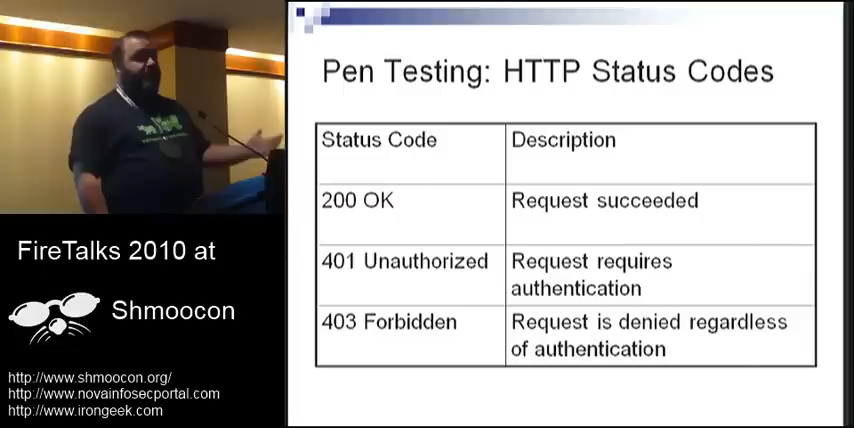 Pen Testing: HTTP Status Codes
Status Code Description
200 OK Request succeeded
401 Unauthorized Request requires
authentication
403 Forbidden Request is denied regardless
of authentication
FireTalks 2010 at
Shmoocon
http://www.shmoocon.org/
http://www.novainfosecportal.com
http://www.irongeek.com